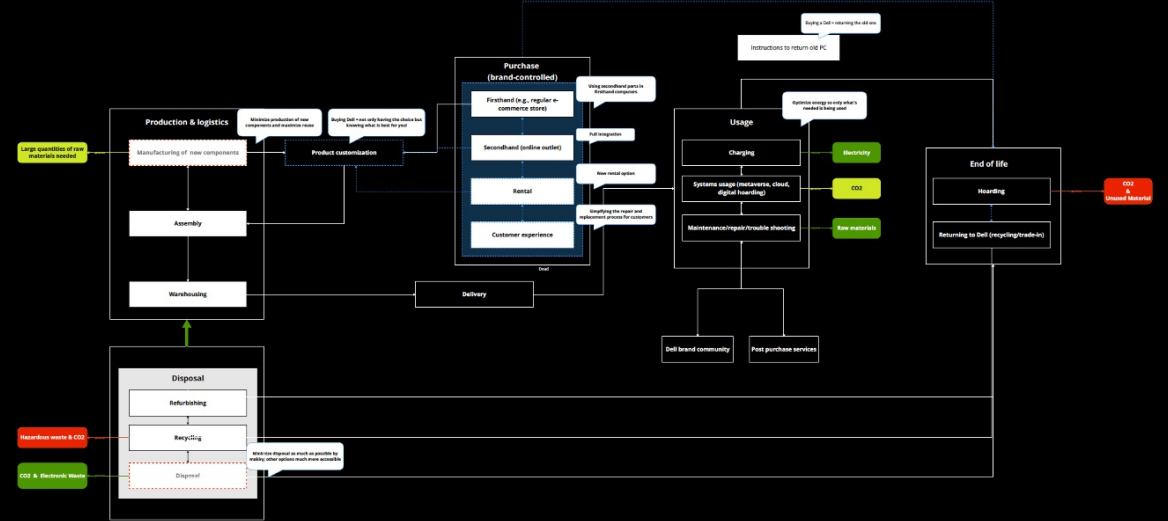 Buying a Dell = returning the old one
Instructions to return old PC
Purchase
(brand-controlled)
Using secondhand parts in
firsthand computers
Firsthand (e.g., regular e-
commerce store)
Optimize energy so only what's
needed is being used
Production & logistics
Minimize production of new
components and maximize reuse
Buying Dell = not only having the choice but
knowing what is best for you!
Usage
Full integration
Large quantities of raw
materials needed
Manufacturing of new components
Product customization
Secondhand (online outlet)
Charging
Electricity
End of life
New rental option
Rental
Systems usage (metaverse, cloud,
digital hoarding)
CO2
Hoarding
CO2
&
Unused Material
Simplifying the repair and
replacement process for customers
Assembly
Customer experience
Maintenance/repair/trouble shooting
Raw materials
Returning to Dell (recycling/trade-in)
Dead
Warehousing
Delivery
Dell brand community
Post purchase services
Disposal
Refurbishing
Hazardous waste & CO2
Recycling
Minimize disposal as much as possible by
making other options much more accessible
CO2 & Electronic Waste
Disposal